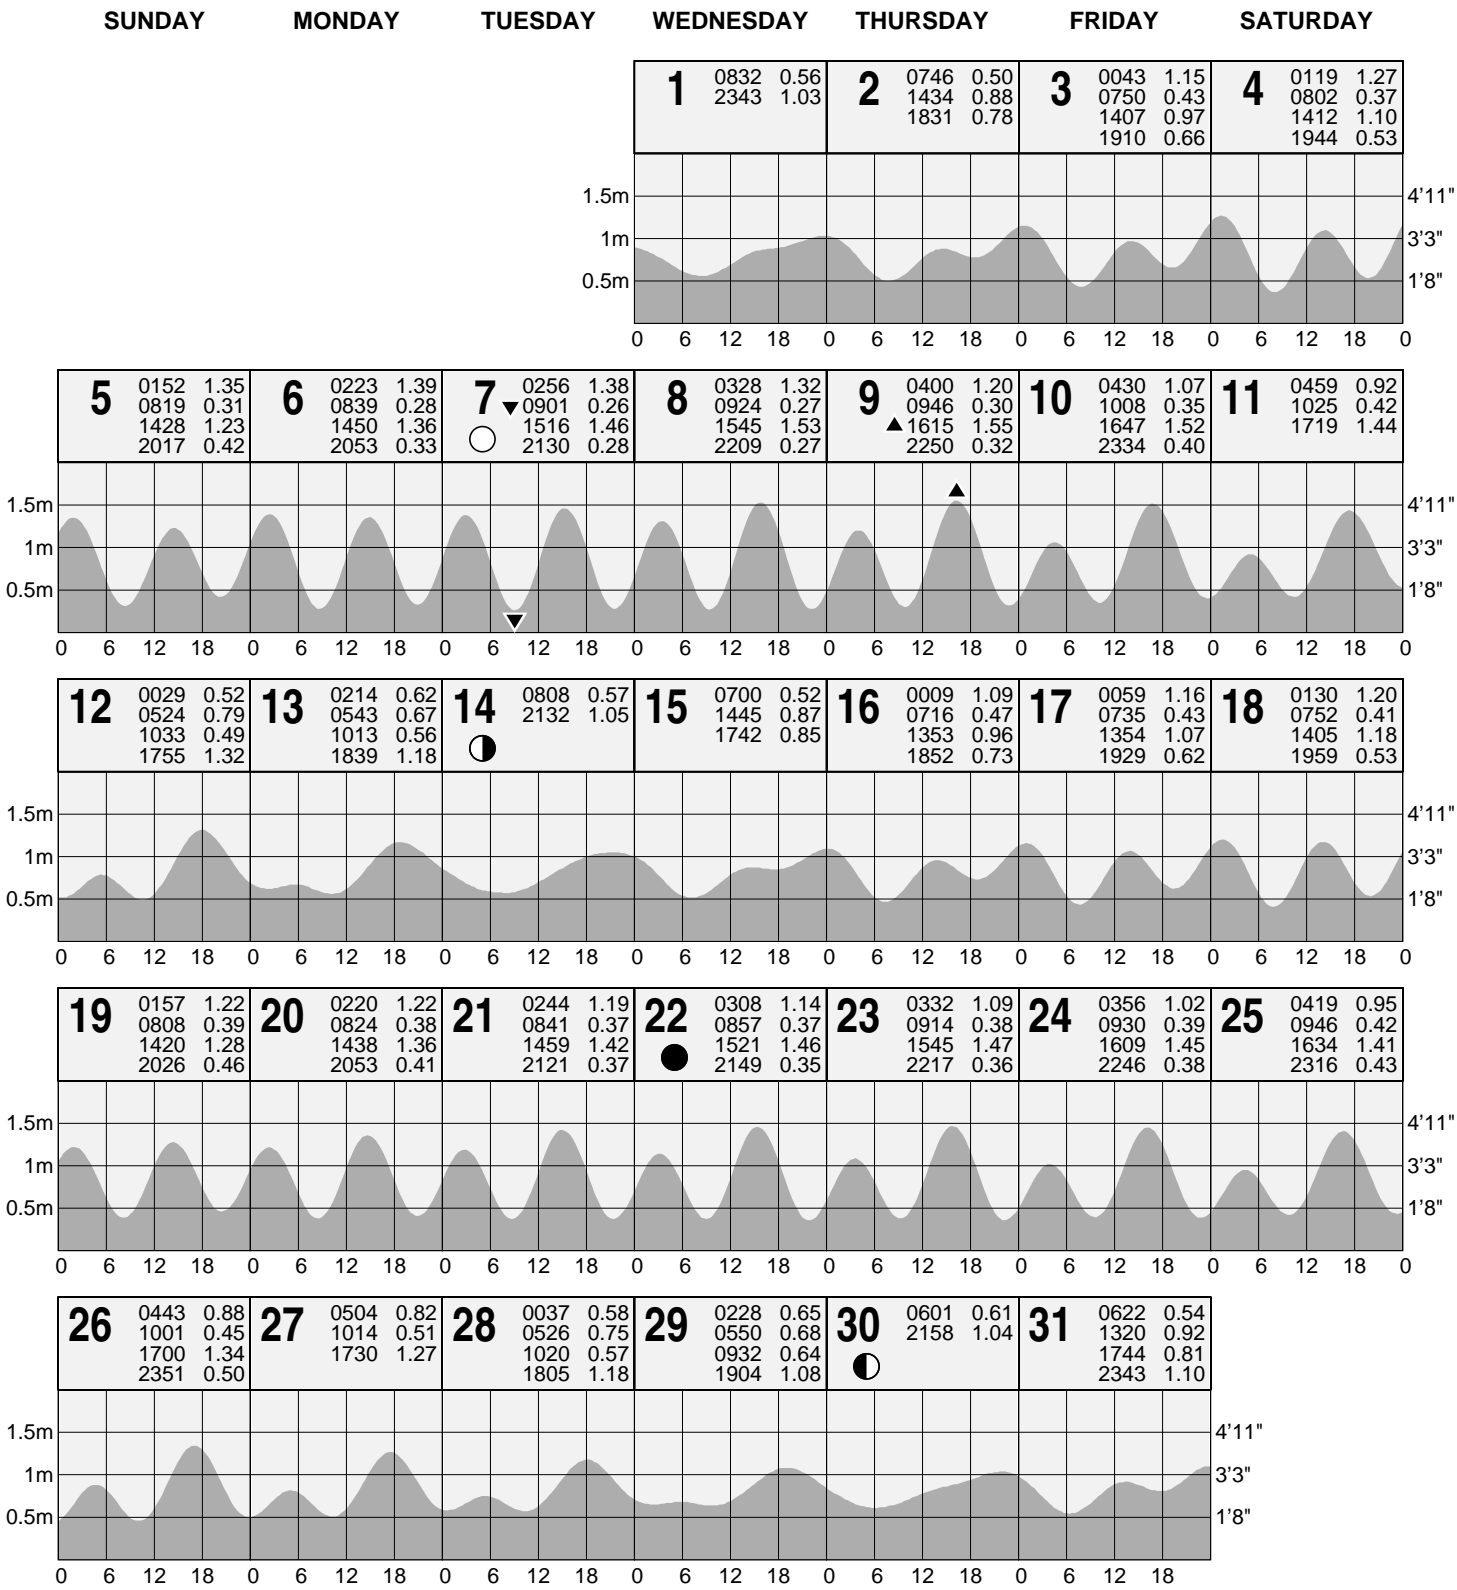 SUNDAY MONDAY TUESDAY WEDNESDAY THURSDAY FRIDAY SATURDAY
1 0832 0.56
2343 1.03
2 0746 0.50
1434 0.88
1831 0.78
3 0043 1.15
0750 0.43
1407 0.97
1910 0.66
4 0119 1.27
0802 0.37
1412 1.10
1944 0.53
1.5m 4'11"
1m 3'3"
0.5m 1'8"
0 6 12 18 0 6 12 18 0 6 12 18 0 6 12 18 0
5 0152 1.35
0819 0.31
1428 1.23
2017 0.42
6 0223 1.39
0839 0.28
1450 1.36
2053 0.33
7 0256 1.38
0901 0.26
1516 1.46
2130 0.28
8 0328 1.32
0924 0.27
1545 1.53
2209 0.27
9 0400 1.20
0946 0.30
1615 1.55
2250 0.32
10 0430 1.07
1008 0.35
1647 1.52
2334 0.40
11 0459 0.92
1025 0.42
1719 1.44
1.5m 4'11"
1m 3'3"
0.5m 1'8"
0 6 12 18 0 6 12 18 0 6 12 18 0 6 12 18 0 6 12 18 0 6 12 18 0 6 12 18 0
12 0029 0.52
0524 0.79
1033 0.49
1755 1.32
13 0214 0.62
0543 0.67
1013 0.56
1839 1.18
14 0808 0.57
2132 1.05
15 0700 0.52
1445 0.87
1742 0.85
16 0009 1.09
0716 0.47
1353 0.96
1852 0.73
17 0059 1.16
0735 0.43
1354 1.07
1929 0.62
18 0130 1.20
0752 0.41
1405 1.18
1959 0.53
1.5m 4'11"
1m 3'3"
0.5m 1'8"
0 6 12 18 0 6 12 18 0 6 12 18 0 6 12 18 0 6 12 18 0 6 12 18 0 6 12 18 0
19 0157 1.22
0808 0.39
1420 1.28
2026 0.46
20 0220 1.22
0824 0.38
1438 1.36
2053 0.41
21 0244 1.19
0841 0.37
1459 1.42
2121 0.37
22 0308 1.14
0857 0.37
1521 1.46
2149 0.35
23 0332 1.09
0914 0.38
1545 1.47
2217 0.36
24 0356 1.02
0930 0.39
1609 1.45
2246 0.38
25 0419 0.95
0946 0.42
1634 1.41
2316 0.43
1.5m 4'11"
1m 3'3"
0.5m 1'8"
0 6 12 18 0 6 12 18 0 6 12 18 0 6 12 18 0 6 12 18 0 6 12 18 0 6 12 18 0
26 0443 0.88
1001 0.45
1700 1.34
2351 0.50
27 0504 0.82
1014 0.51
1730 1.27
28 0037 0.58
0526 0.75
1020 0.57
1805 1.18
29 0228 0.65
0550 0.68
0932 0.64
1904 1.08
30 0601 0.61
2158 1.04
31 0622 0.54
1320 0.92
1744 0.81
2343 1.10
1.5m 4'11"
1m 3'3"
0.5m 1'8"
0 6 12 18 0 6 12 18 0 6 12 18 0 6 12 18 0 6 12 18 0 6 12 18